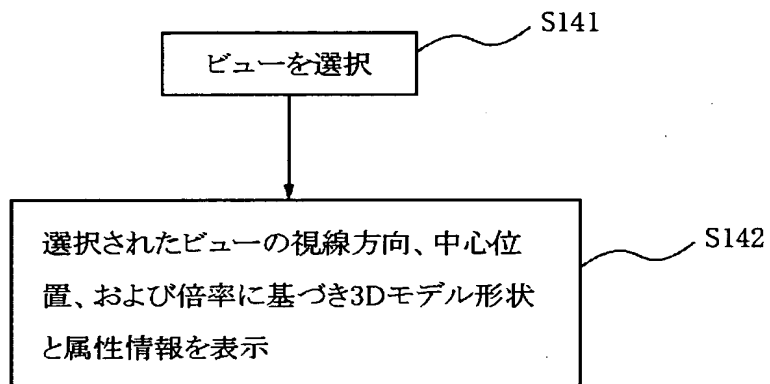 S141
ビューを選択
選択されたビューの視線方向、中心位
置、および倍率に基づき3Dモデル形状
と属性情報を表示
S142